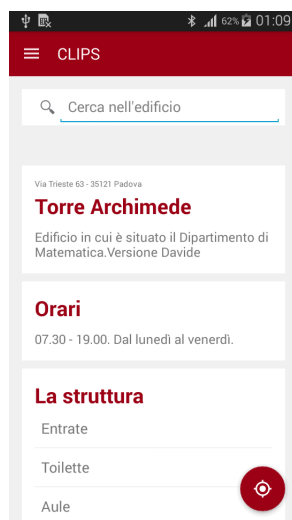 62% 01:09
CLIPS
Cerca nell'edificio
Via Trieste 63 - 35121 Padova
Torre Archimede
Edificio in cui è situato il Dipartimento di
Matematica.Versione Davide
Orari
07.30 - 19.00. Dal lunedì al venerdì.
La struttura
Entrate
Toilette
Aule